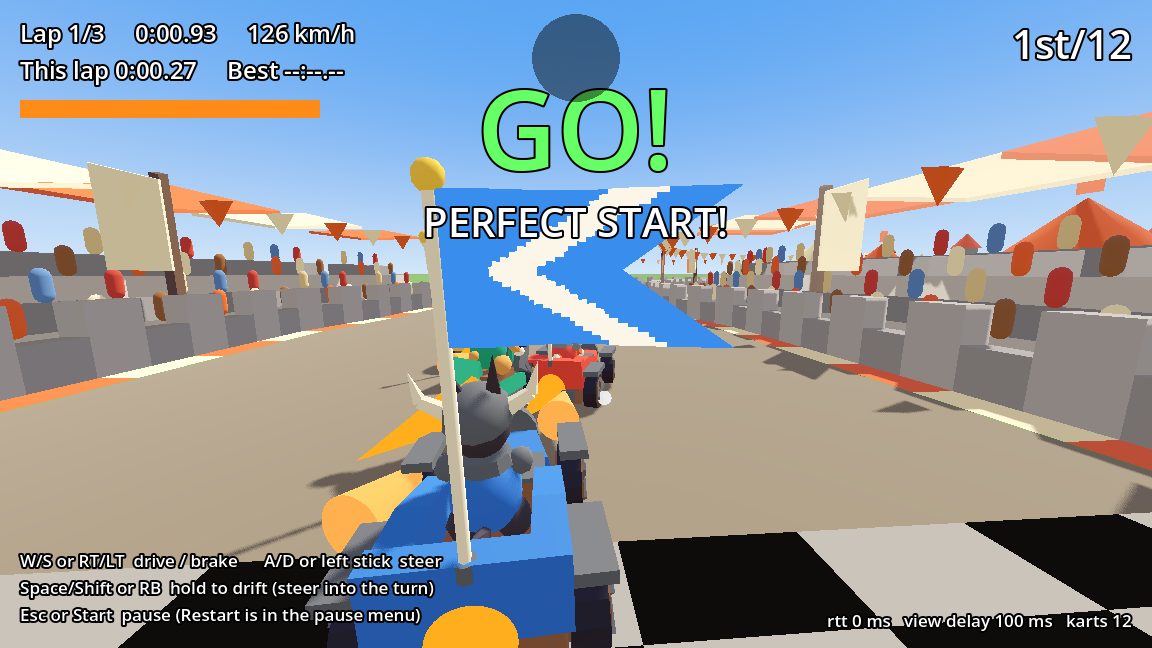 Lap 1/3 0:00.93 126 km/h
1st/12
This lap 0:00.27 Best --:--.--
GO!
PERFECT START!
W/S or RT/LT drive / brake A/D or left stick steer
Space/Shift or RB hold to drift (steer into the turn)
Esc or Start pause (Restart is in the pause menu)
rtt 0 ms view delay 100 ms karts 12